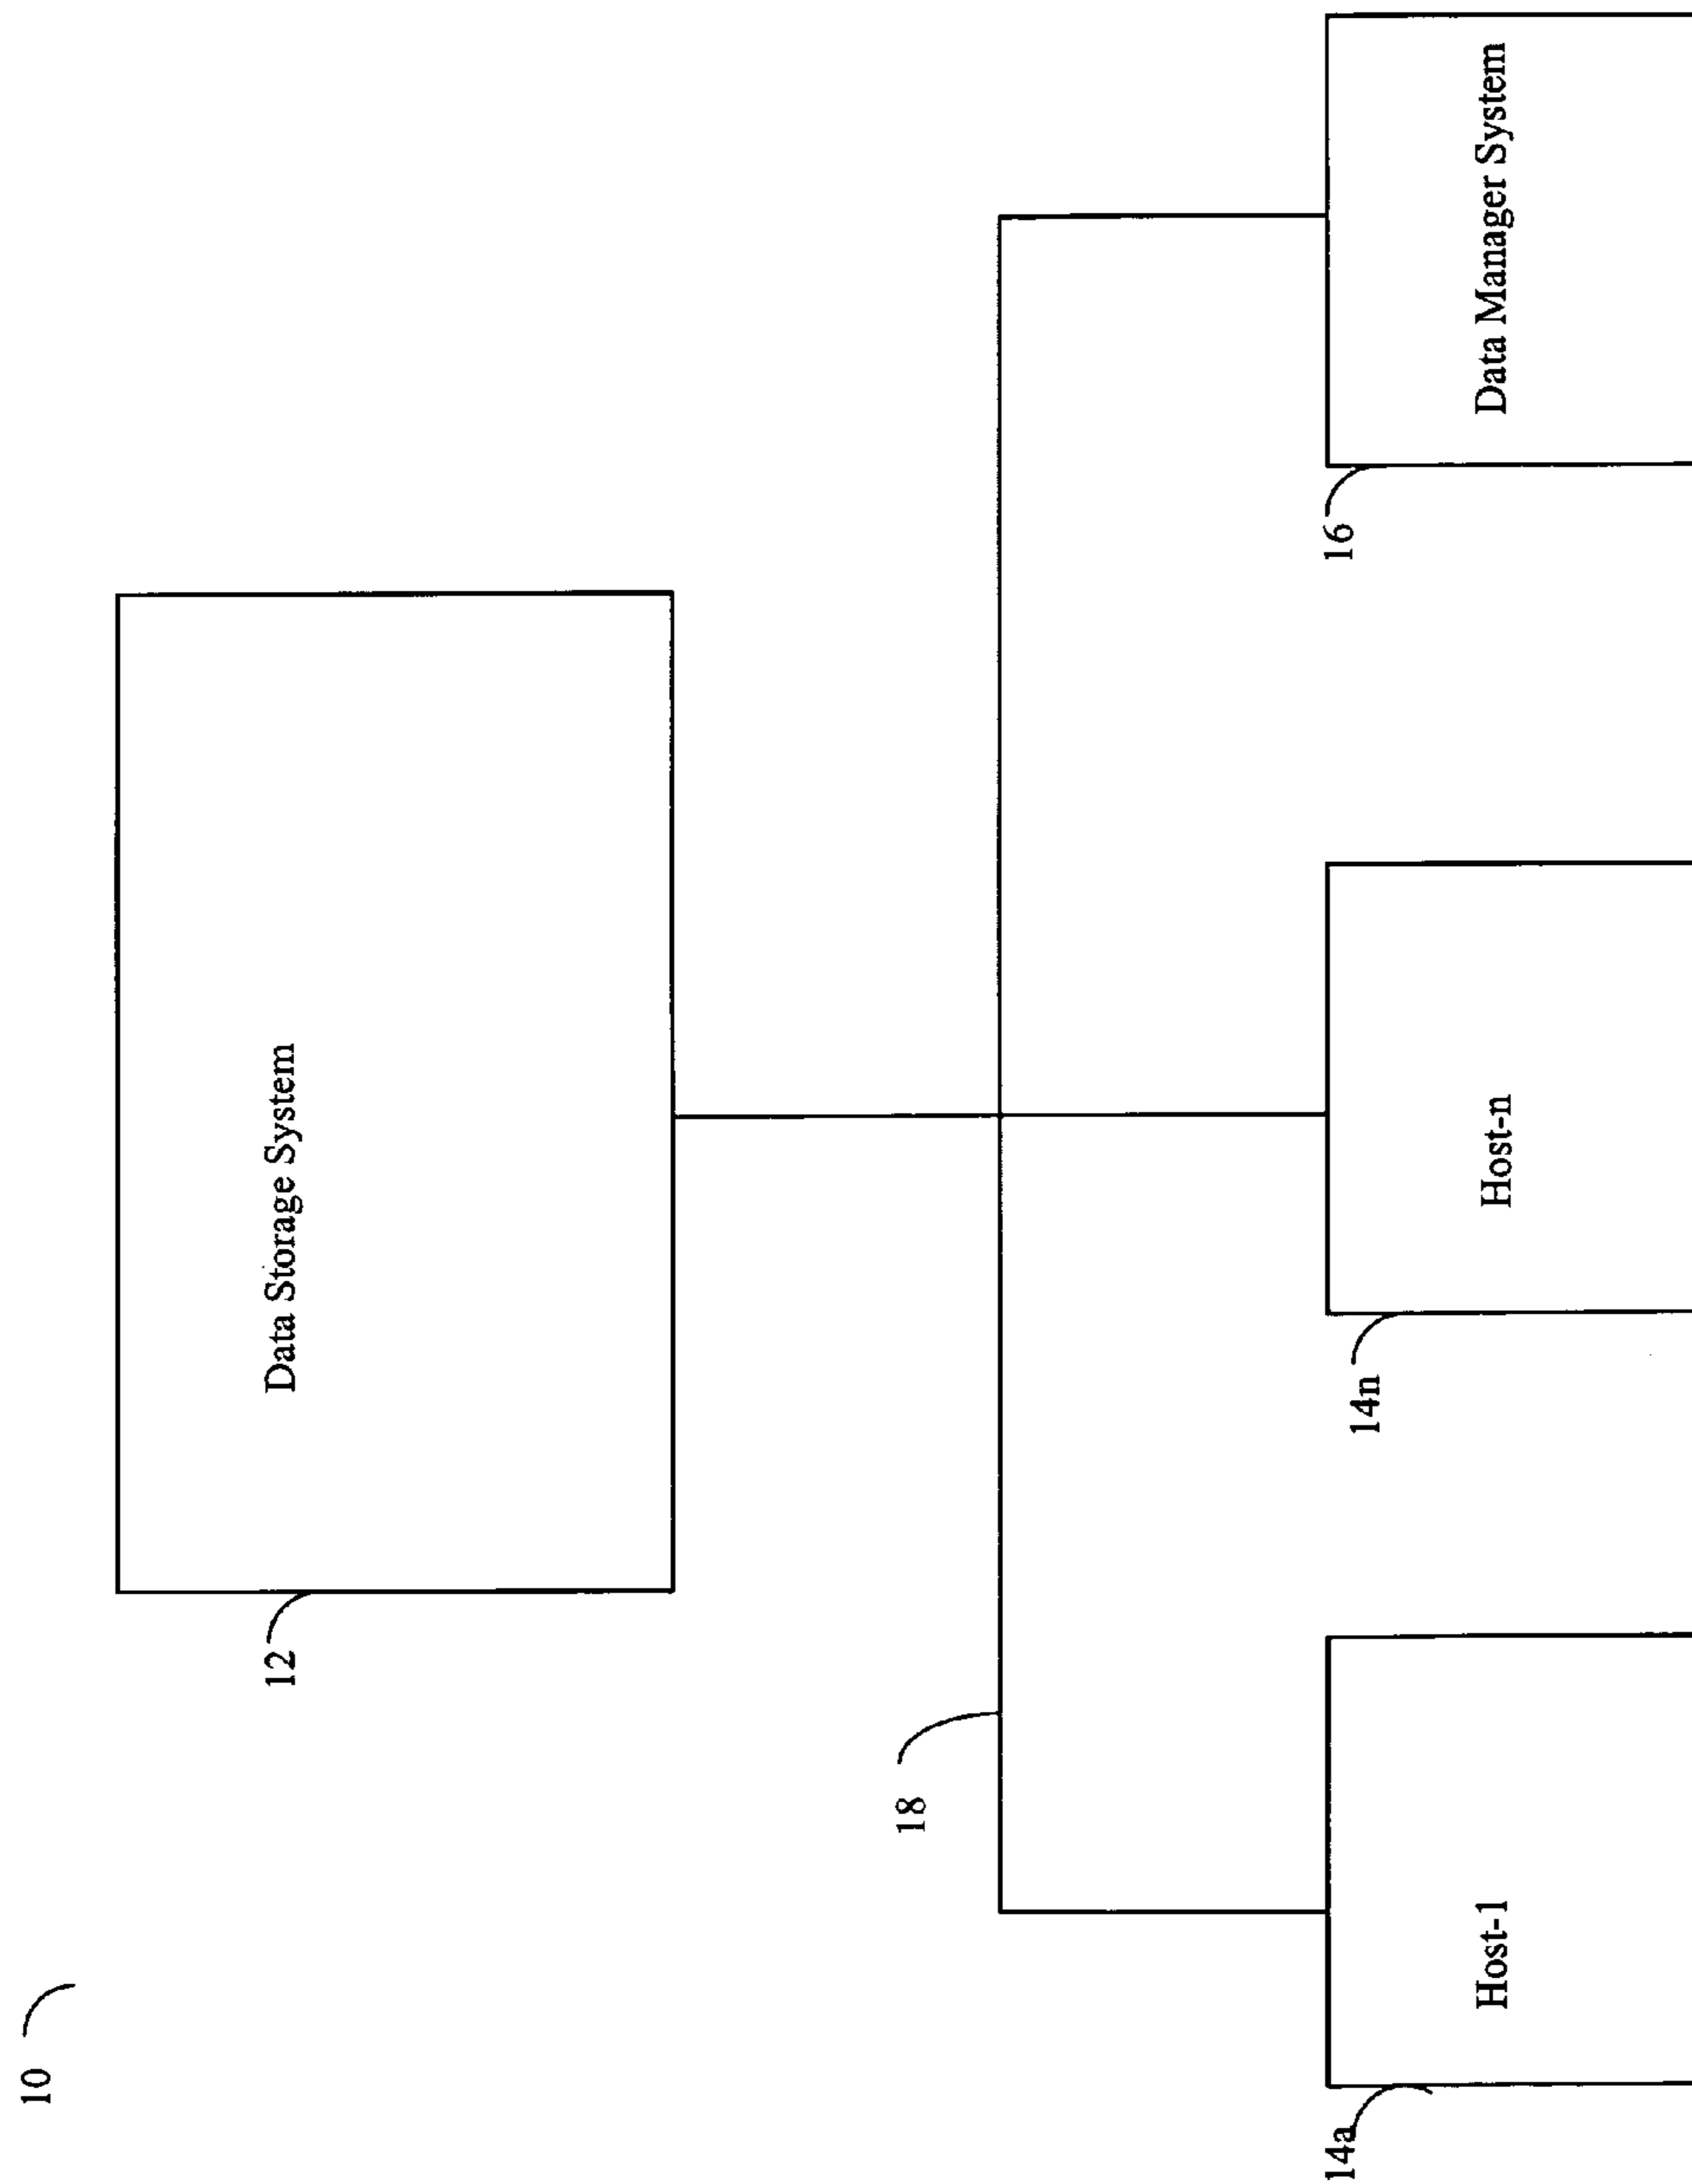 10
12
Data Storage System
18
14a
Host-1
14n
Host-n
16
Data Manager System